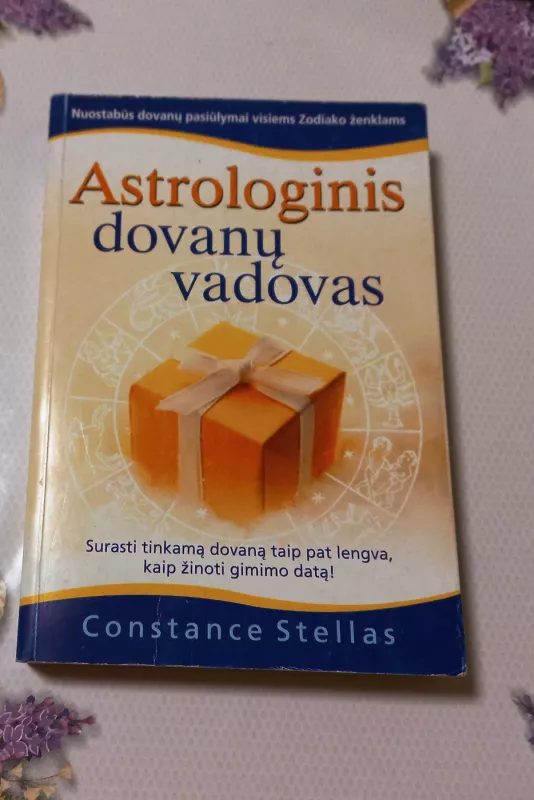 Nuostabūs dovanų pasiūlymai visiems Zodiako ženklams
Astrologinis
dovanų
vadovas
Surasti tinkamą dovaną taip pat lengva,
kaip žinoti gimimo datą!
Constance Stellas